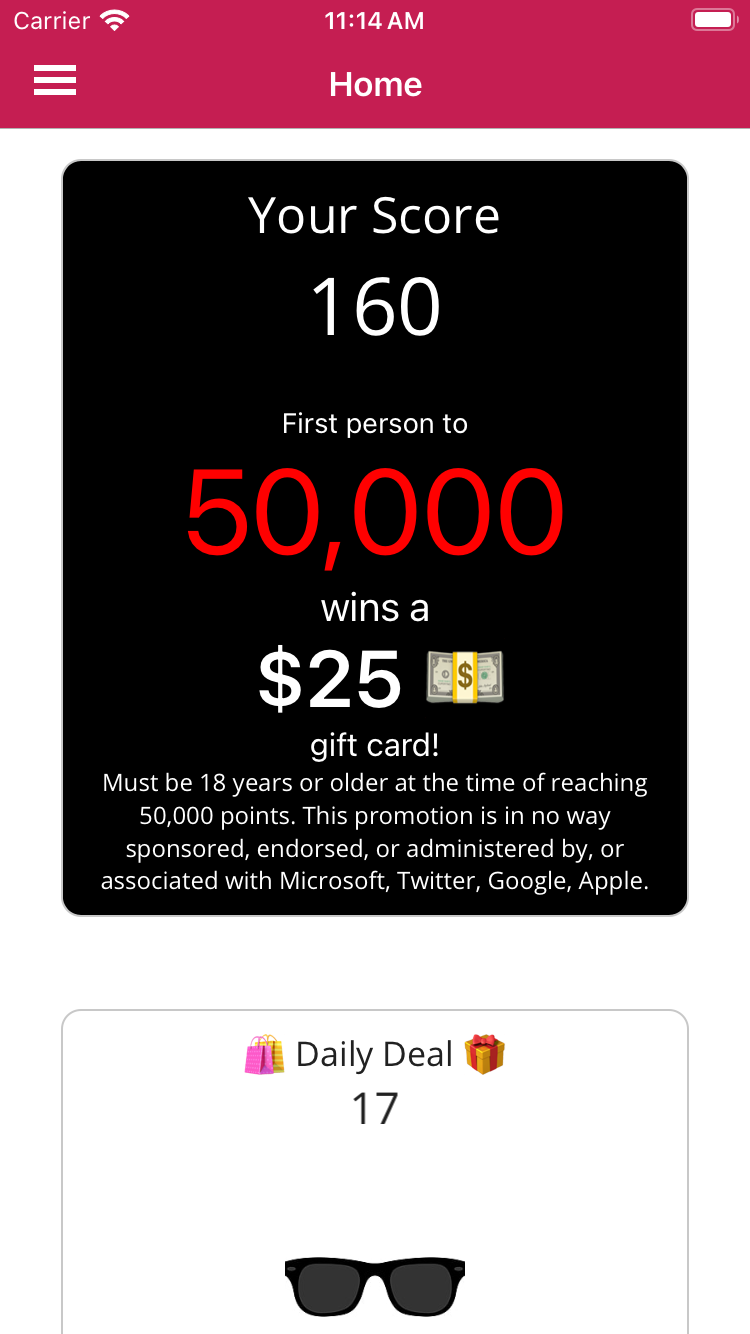 Carrier 11:14 AM
Home
Your Score
160
First person to
50,000
wins a
$25
gift card!
Must be 18 years or older at the time of reaching
50,000 points. This promotion is in no way
sponsored, endorsed, or administered by, or
associated with Microsoft, Twitter, Google, Apple.
Daily Deal
17